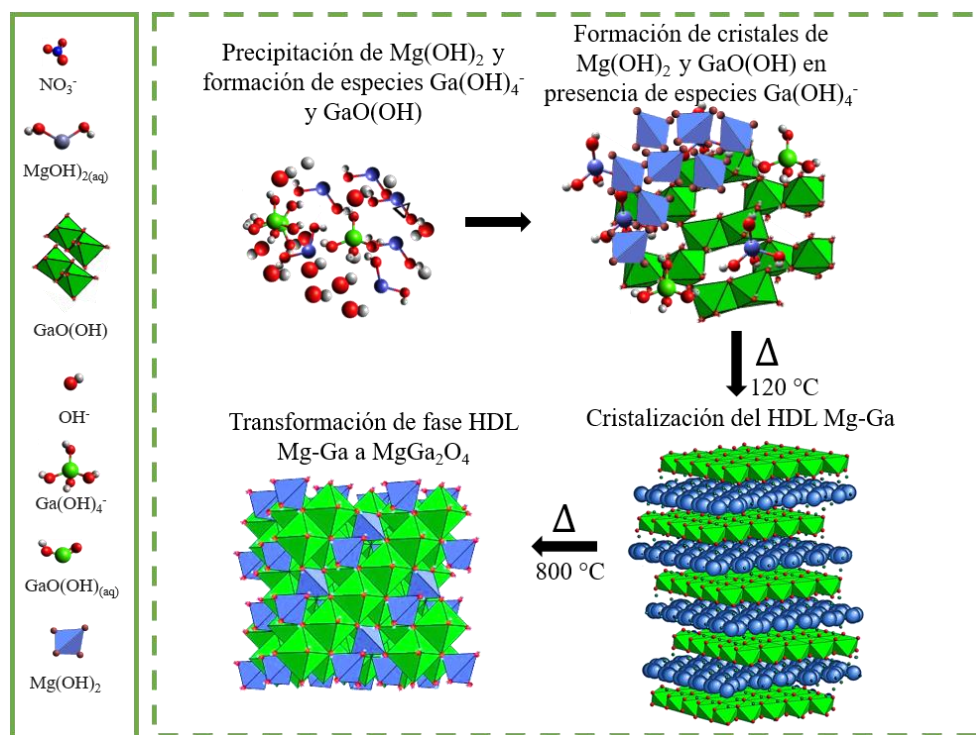 NO₃⁻
MgOH)₂₍ₐq₎
GaO(OH)
OH⁻
Ga(OH)₄⁻
GaO(OH)₍ₐq₎
Mg(OH)₂
Precipitación de Mg(OH)₂ y
formación de especies Ga(OH)₄⁻
y GaO(OH)
Formación de cristales de
Mg(OH)₂ y GaO(OH) en
presencia de especies Ga(OH)₄⁻
Δ
120 °C
Cristalización del HDL Mg-Ga
Δ
800 °C
Transformación de fase HDL
Mg-Ga a MgGa₂O₄